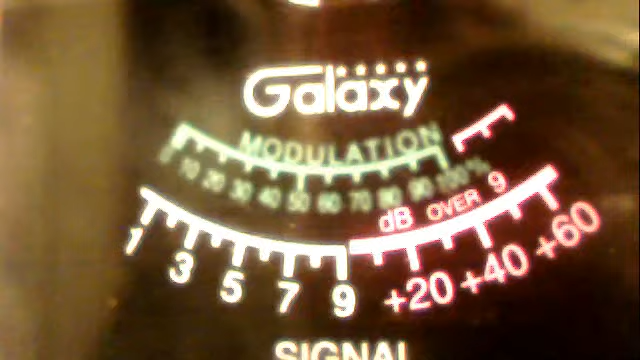 Galaxy
MODULATION
10 20 30 40 50 60 70 80 90 100%
dB OVER 9
1 3 5 7 9 +20 +40 +60
SIGNAL